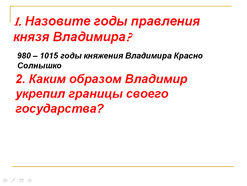 1. Назовите годы правления
князя Владимира?
980 – 1015 годы княжения Владимира Красно
Солнышко
2. Каким образом Владимир
укрепил границы своего
государства?